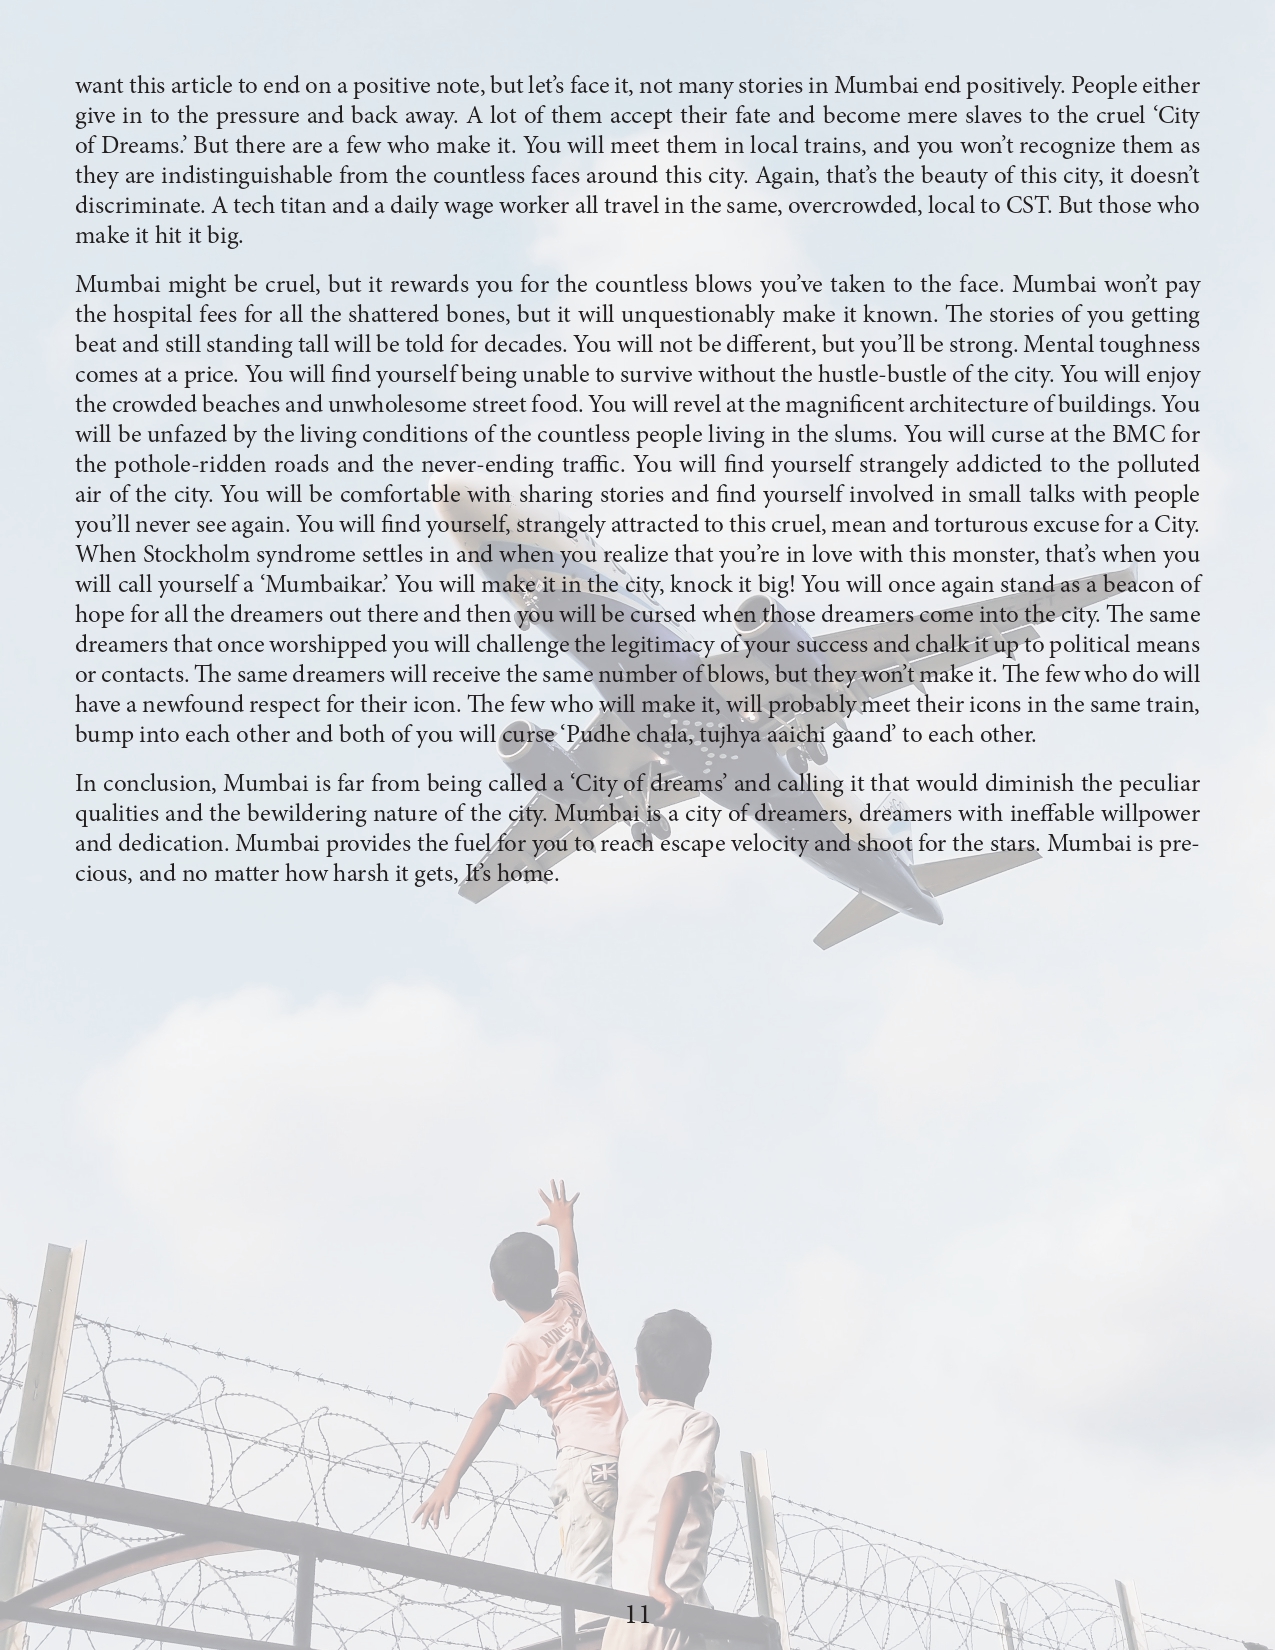 want this article to end on a positive note, but let’s face it, not many stories in Mumbai end positively. People either
give in to the pressure and back away. A lot of them accept their fate and become mere slaves to the cruel ‘City
of Dreams.’ But there are a few who make it. You will meet them in local trains, and you won’t recognize them as
they are indistinguishable from the countless faces around this city. Again, that’s the beauty of this city, it doesn’t
discriminate. A tech titan and a daily wage worker all travel in the same, overcrowded, local to CST. But those who
make it hit it big.
Mumbai might be cruel, but it rewards you for the countless blows you’ve taken to the face. Mumbai won’t pay
the hospital fees for all the shattered bones, but it will unquestionably make it known. The stories of you getting
beat and still standing tall will be told for decades. You will not be different, but you’ll be strong. Mental toughness
comes at a price. You will find yourself being unable to survive without the hustle-bustle of the city. You will enjoy
the crowded beaches and unwholesome street food. You will revel at the magnificent architecture of buildings. You
will be unfazed by the living conditions of the countless people living in the slums. You will curse at the BMC for
the pothole-ridden roads and the never-ending traffic. You will find yourself strangely addicted to the polluted
air of the city. You will be comfortable with sharing stories and find yourself involved in small talks with people
you’ll never see again. You will find yourself, strangely attracted to this cruel, mean and torturous excuse for a City.
When Stockholm syndrome settles in and when you realize that you’re in love with this monster, that’s when you
will call yourself a ‘Mumbaikar.’ You will make it in the city, knock it big! You will once again stand as a beacon of
hope for all the dreamers out there and then you will be cursed when those dreamers come into the city. The same
dreamers that once worshipped you will challenge the legitimacy of your success and chalk it up to political means
or contacts. The same dreamers will receive the same number of blows, but they won’t make it. The few who do will
have a newfound respect for their icon. The few who will make it, will probably meet their icons in the same train,
bump into each other and both of you will curse ‘Pudhe chala, tujhya aaichi gaand’ to each other.
In conclusion, Mumbai is far from being called a ‘City of dreams’ and calling it that would diminish the peculiar
qualities and the bewildering nature of the city. Mumbai is a city of dreamers, dreamers with ineffable willpower
and dedication. Mumbai provides the fuel for you to reach escape velocity and shoot for the stars. Mumbai is pre-
cious, and no matter how harsh it gets, It’s home.
11